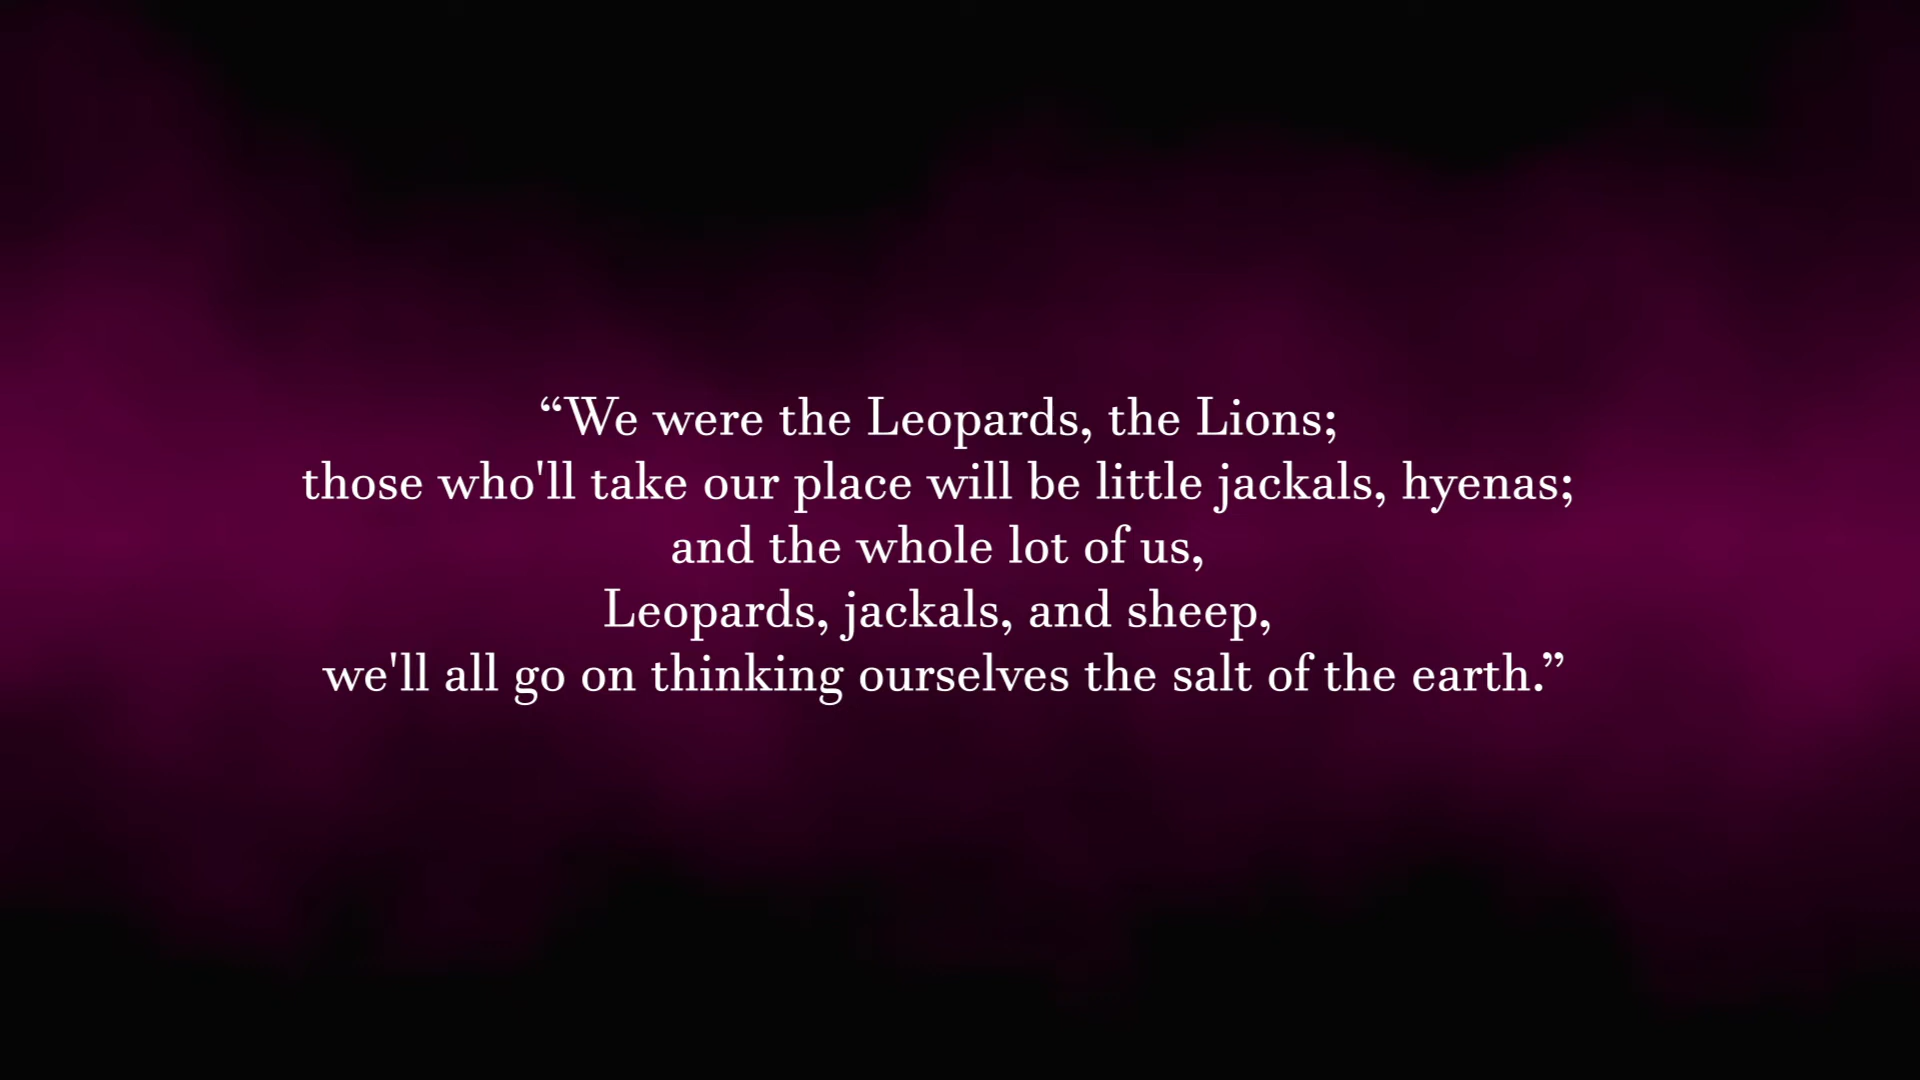 “We were the Leopards, the Lions;
those who'll take our place will be little jackals, hyenas;
and the whole lot of us,
Leopards, jackals, and sheep,
we'll all go on thinking ourselves the salt of the earth.”